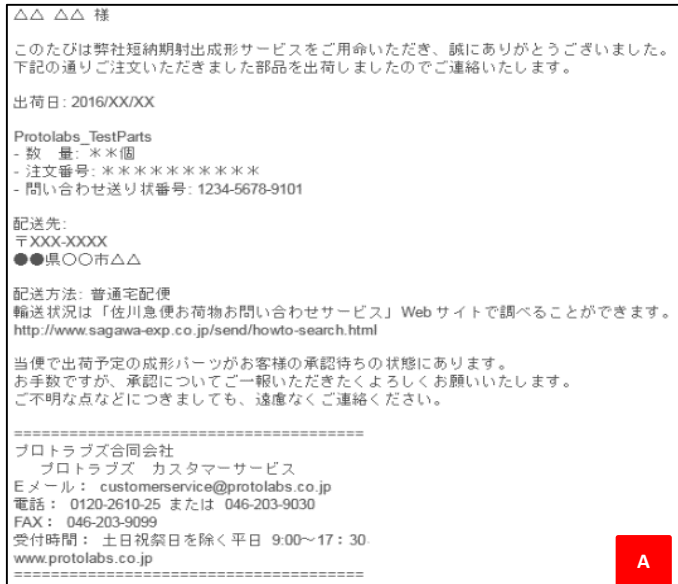 △△ △△ 様
このたびは弊社短納期射出成形サービスをご用命いただき、誠にありがとうございました。
下記の通りご注文いただきました部品を出荷しましたのでご連絡いたします。
出荷日: 2016/XX/XX
Protolabs_TestParts
- 数　量: ＊＊個
- 注文番号: ＊＊＊＊＊＊＊＊＊＊
- 問い合わせ送り状番号: 1234-5678-9101
配送先:
〒XXX-XXXX
●●県〇〇市△△
配送方法: 普通宅配便
輸送状況は「佐川急便お荷物お問い合わせサービス」Web サイトで調べることができます。
http://www.sagawa-exp.co.jp/send/howto-search.html
当便で出荷予定の成形パーツがお客様の承認待ちの状態にあります。
お手数ですが、承認についてご一報いただきたくよろしくお願いいたします。
ご不明な点などにつきましても、遠慮なくご連絡ください。
======================================
プロトラブズ合同会社
　プロトラブズ　カスタマーサービス
Eメール： customerservice@protolabs.co.jp
電話： 0120-2610-25 または 046-203-9030
FAX： 046-203-9099
受付時間： 土日祝祭日を除く平日 9:00～17：30
www.protolabs.co.jp
======================================
A